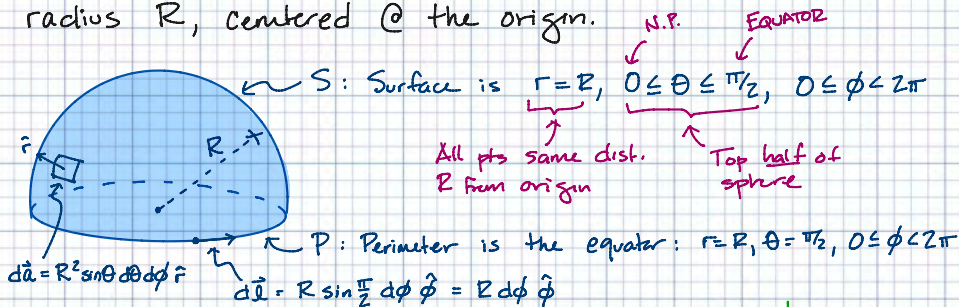 radius R, centered @ the origin.
N.P. EQUATOR
S: Surface is r=R, 0≤θ≤π/2, 0≤ϕ<2π
R
r̂
All pts same dist. R from origin
Top half of sphere
P: Perimeter is the equator: r=R, θ=π/2, 0≤ϕ<2π
da⃗ = R² sinθ dθ dϕ r̂
dl⃗ = R sin π/2 dϕ ϕ̂ = R dϕ ϕ̂